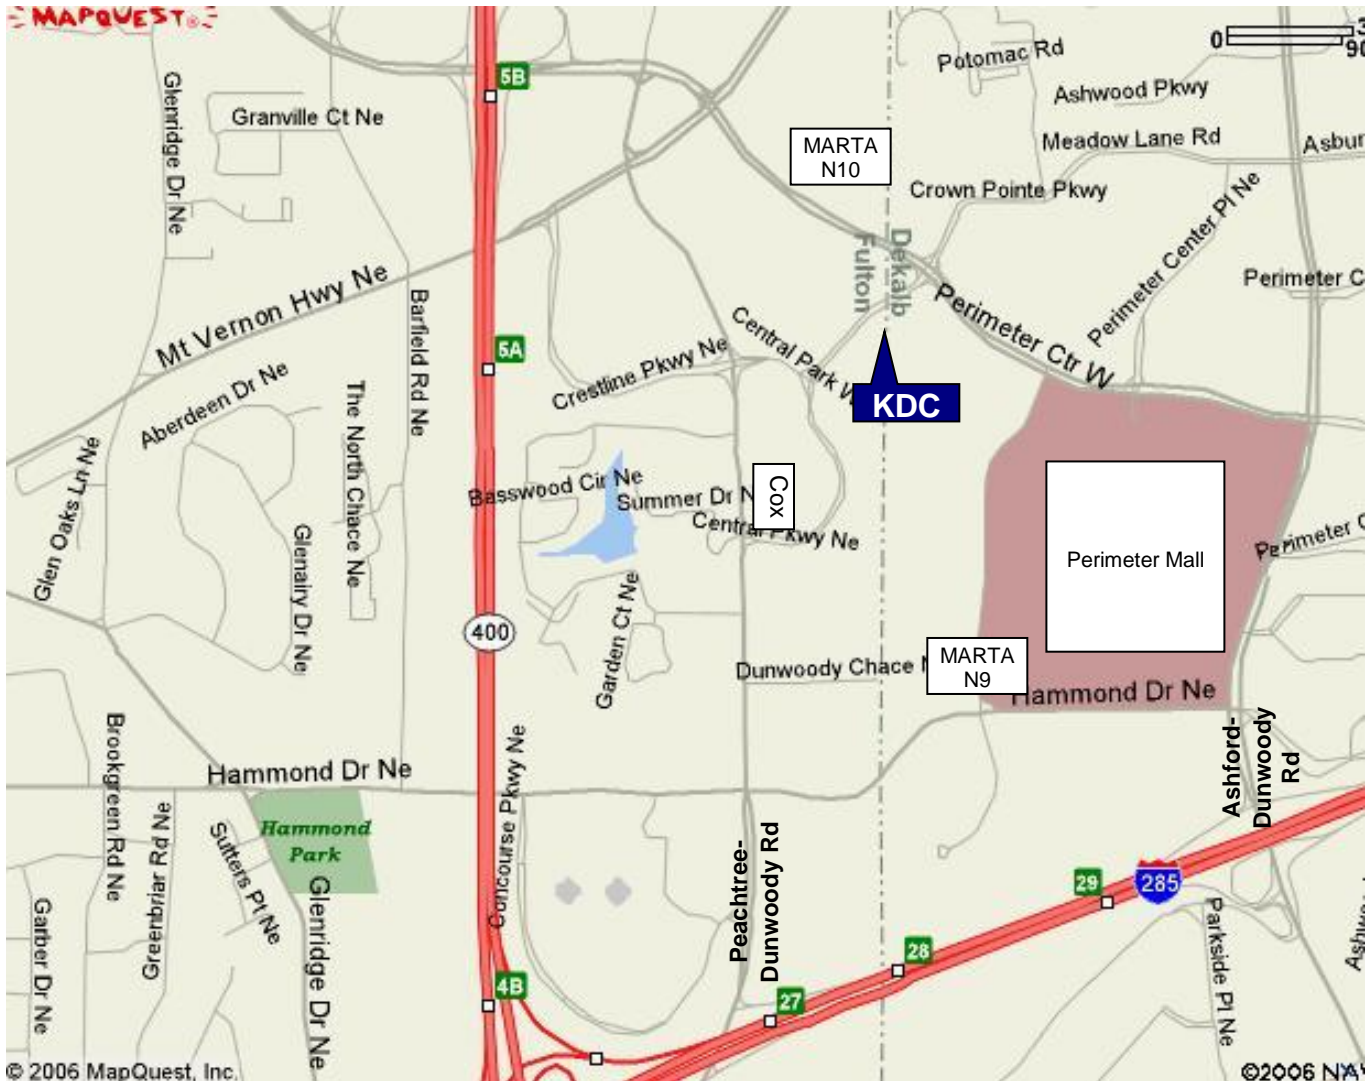 MAPQUEST®
5B
Potomac Rd
0
Ashwood Pkwy
Glenridge Dr Ne
Granville Ct Ne
MARTA
N10
Meadow Lane Rd
Crown Pointe Pkwy
Perimeter Center Pl Ne
Dekalb
Fulton
Mt Vernon Hwy Ne
Barfield Rd Ne
5A
Perimeter Ctr W
Central Park W
Crestline Pkwy Ne
Aberdeen Dr Ne
The North Chace Ne
KDC
Glen Oaks Ln Ne
Basswood Cir Ne
Summer Dr N
Cox
Central Pkwy Ne
Glenairy Dr Ne
Perimeter Mall
400
Garden Ct Ne
Dunwoody Chace N
MARTA
N9
Hammond Dr Ne
Ashford-
Dunwoody
Rd
Brookgreen Rd Ne
Greenbriar Rd Ne
Hammond Dr Ne
Concourse Pkwy Ne
Sutters Pt Ne
Hammond
Park
Peachtree-
Dunwoody Rd
29
285
Garber Dr Ne
Glenridge Dr Ne
28
Parkside Pl Ne
4B
27
© 2006 MapQuest, Inc.